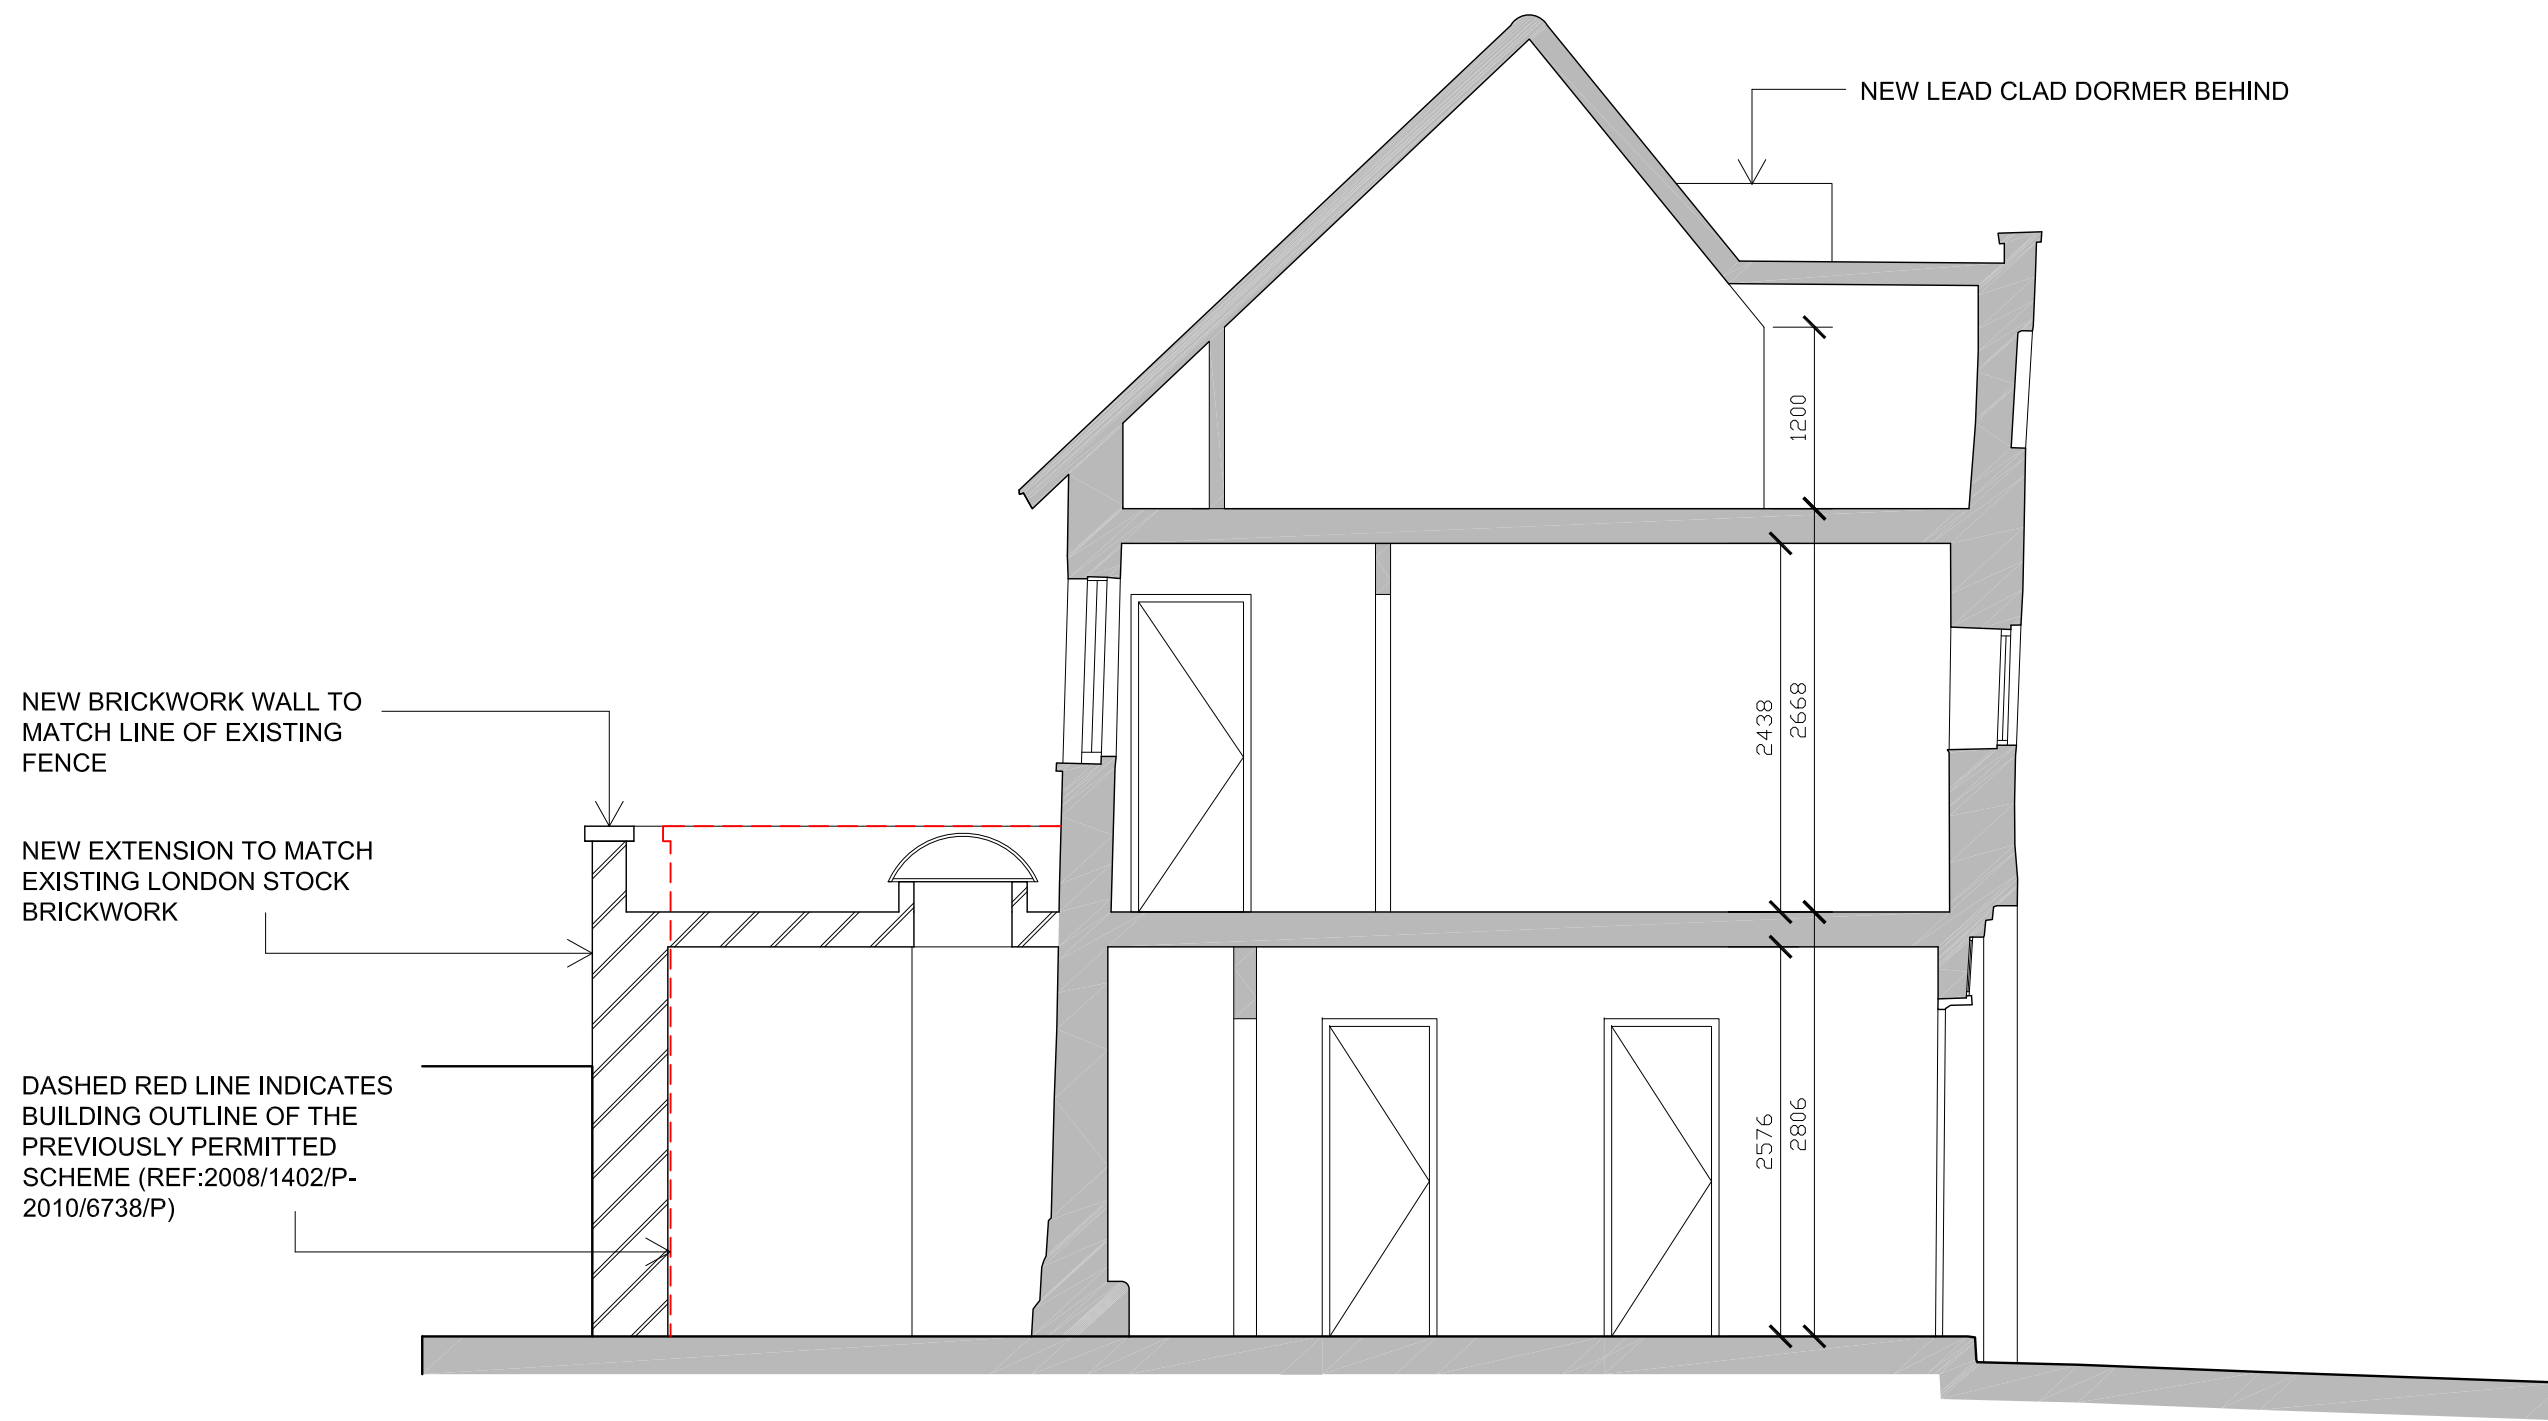 NEW LEAD CLAD DORMER BEHIND
1200
2438
2668
NEW BRICKWORK WALL TO
MATCH LINE OF EXISTING
FENCE
NEW EXTENSION TO MATCH
EXISTING LONDON STOCK
BRICKWORK
DASHED RED LINE INDICATES
BUILDING OUTLINE OF THE
PREVIOUSLY PERMITTED
SCHEME (REF:2008/1402/P-
2010/6738/P)
2576
2806